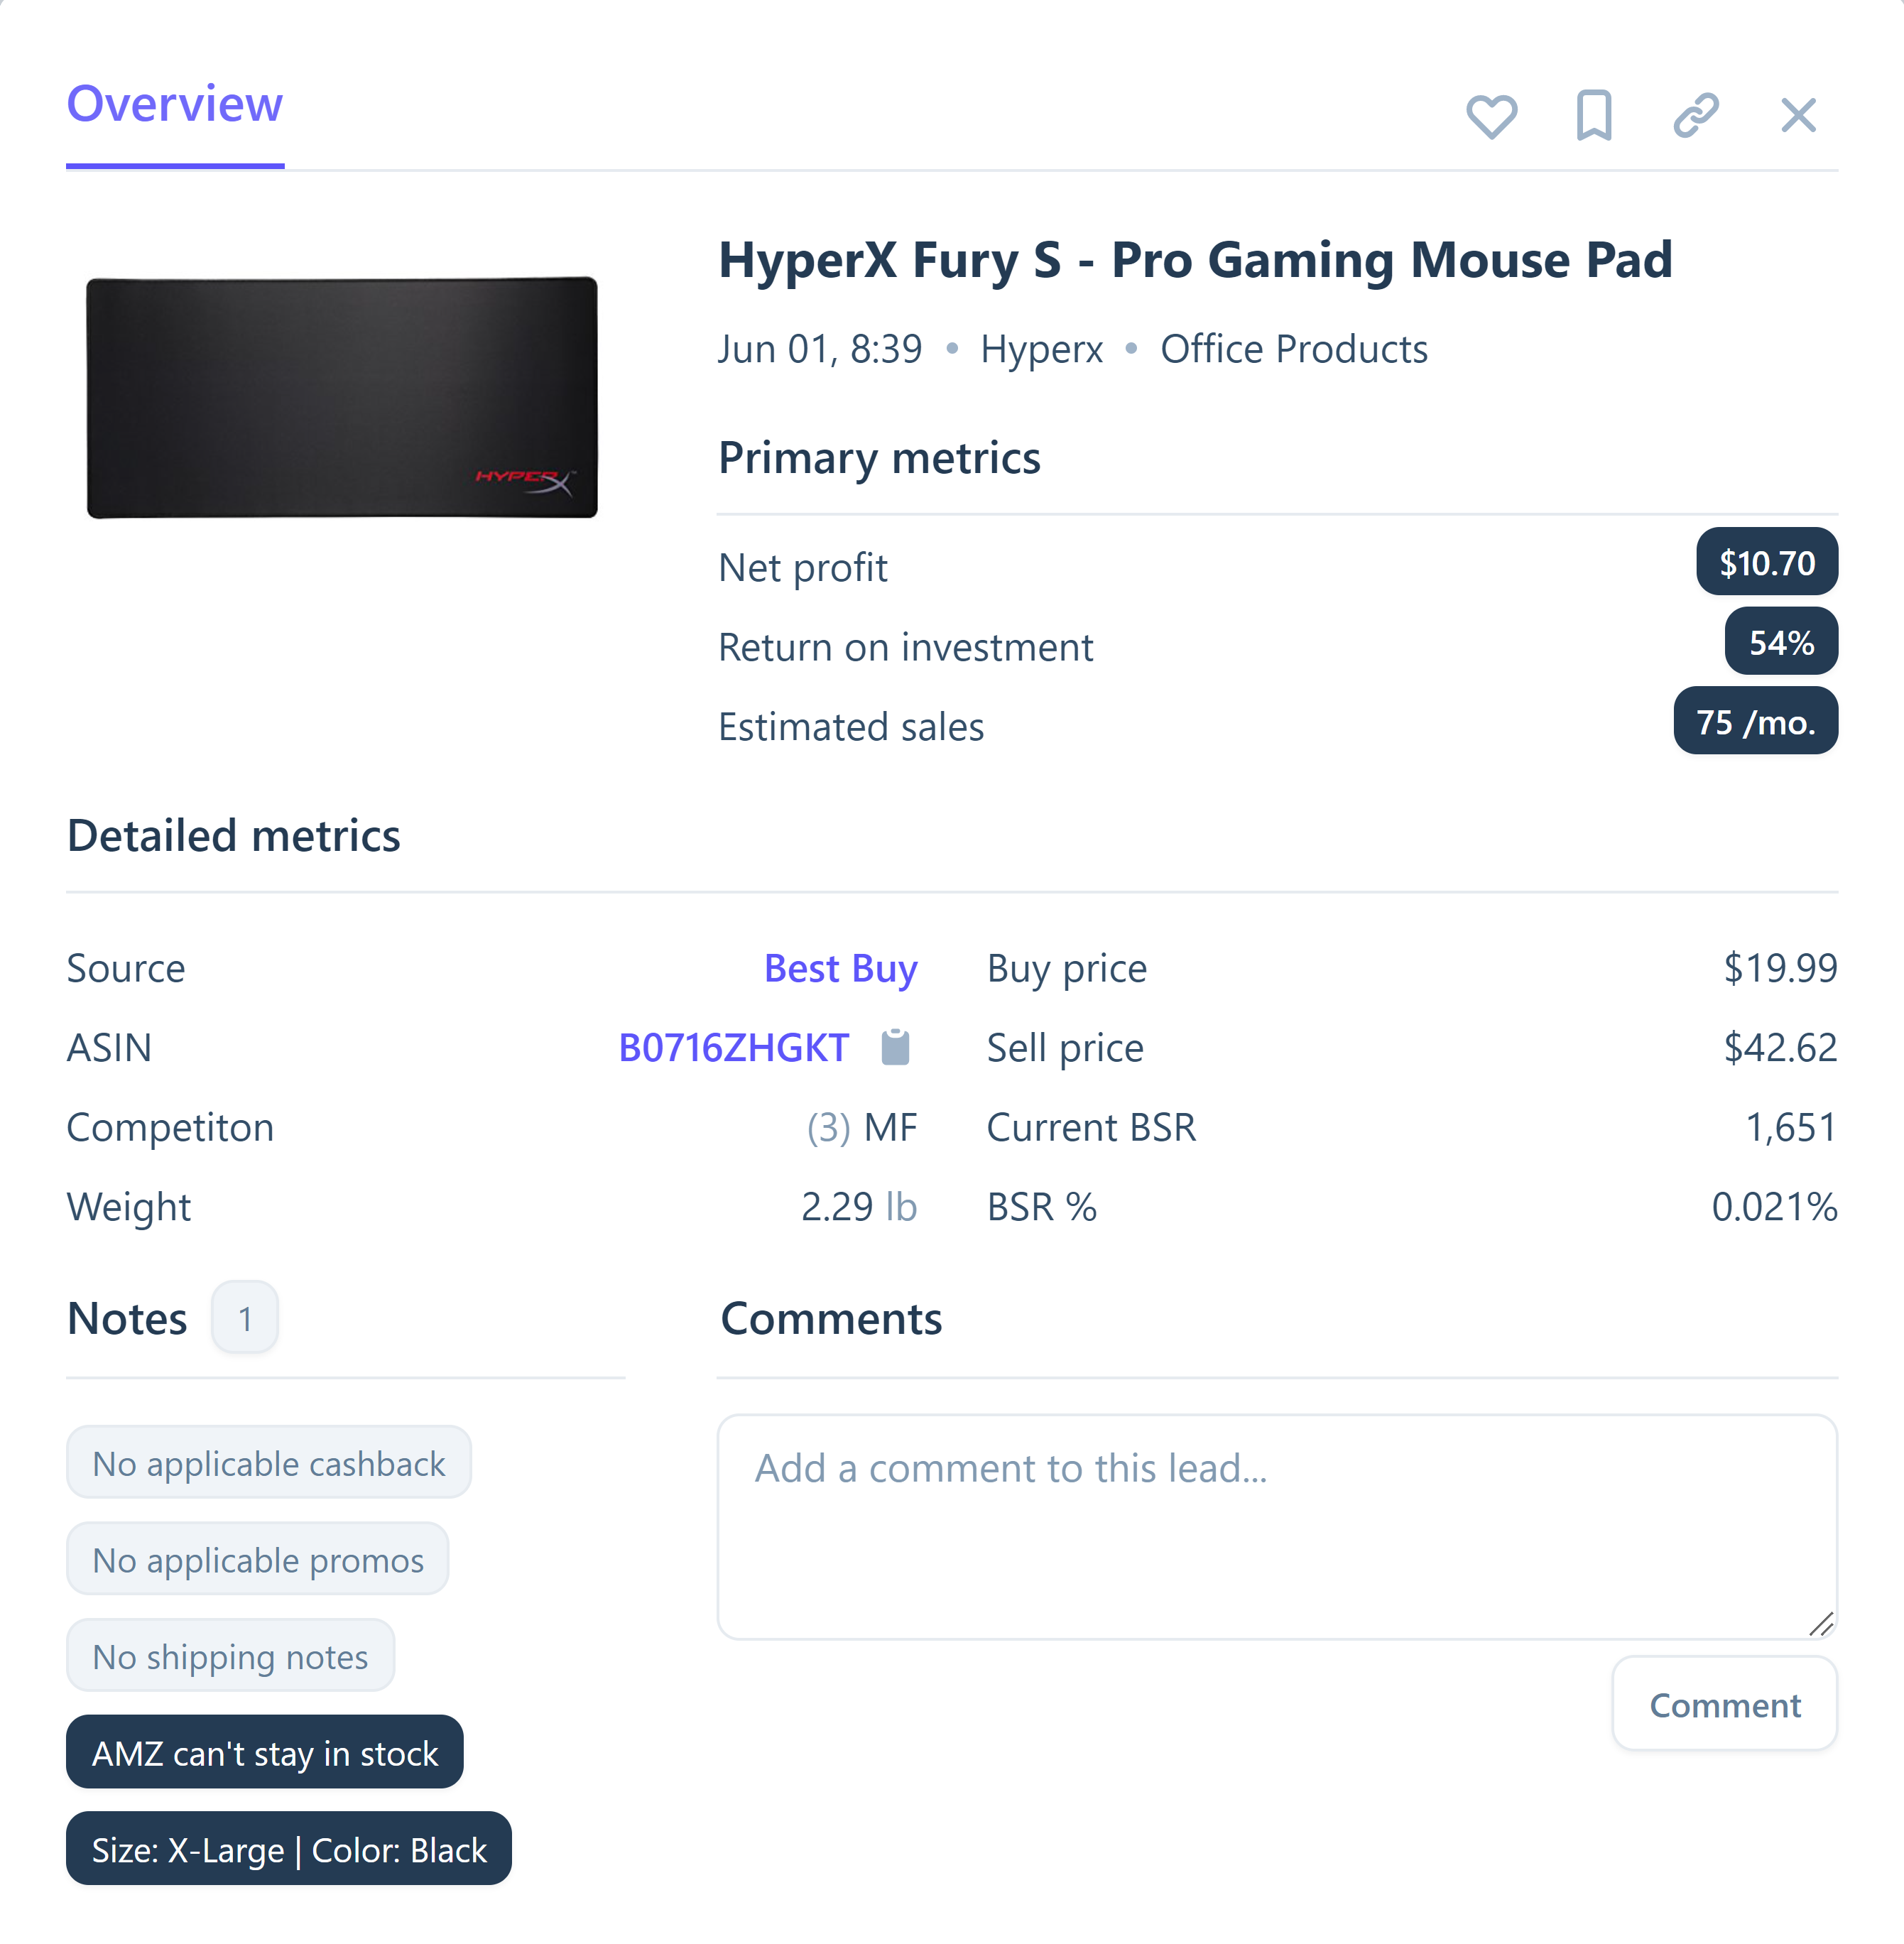 Overview
HYPERX™
HyperX Fury S - Pro Gaming Mouse Pad
Jun 01, 8:39 • Hyperx • Office Products
Primary metrics
Net profit $10.70
Return on investment 54%
Estimated sales 75 /mo.
Detailed metrics
Source Best Buy Buy price $19.99
ASIN B0716ZHGKT Sell price $42.62
Competiton (3) MF Current BSR 1,651
Weight 2.29 lb BSR % 0.021%
Notes 1
No applicable cashback
No applicable promos
No shipping notes
AMZ can't stay in stock
Size: X-Large | Color: Black
Comments
Add a comment to this lead...
Comment